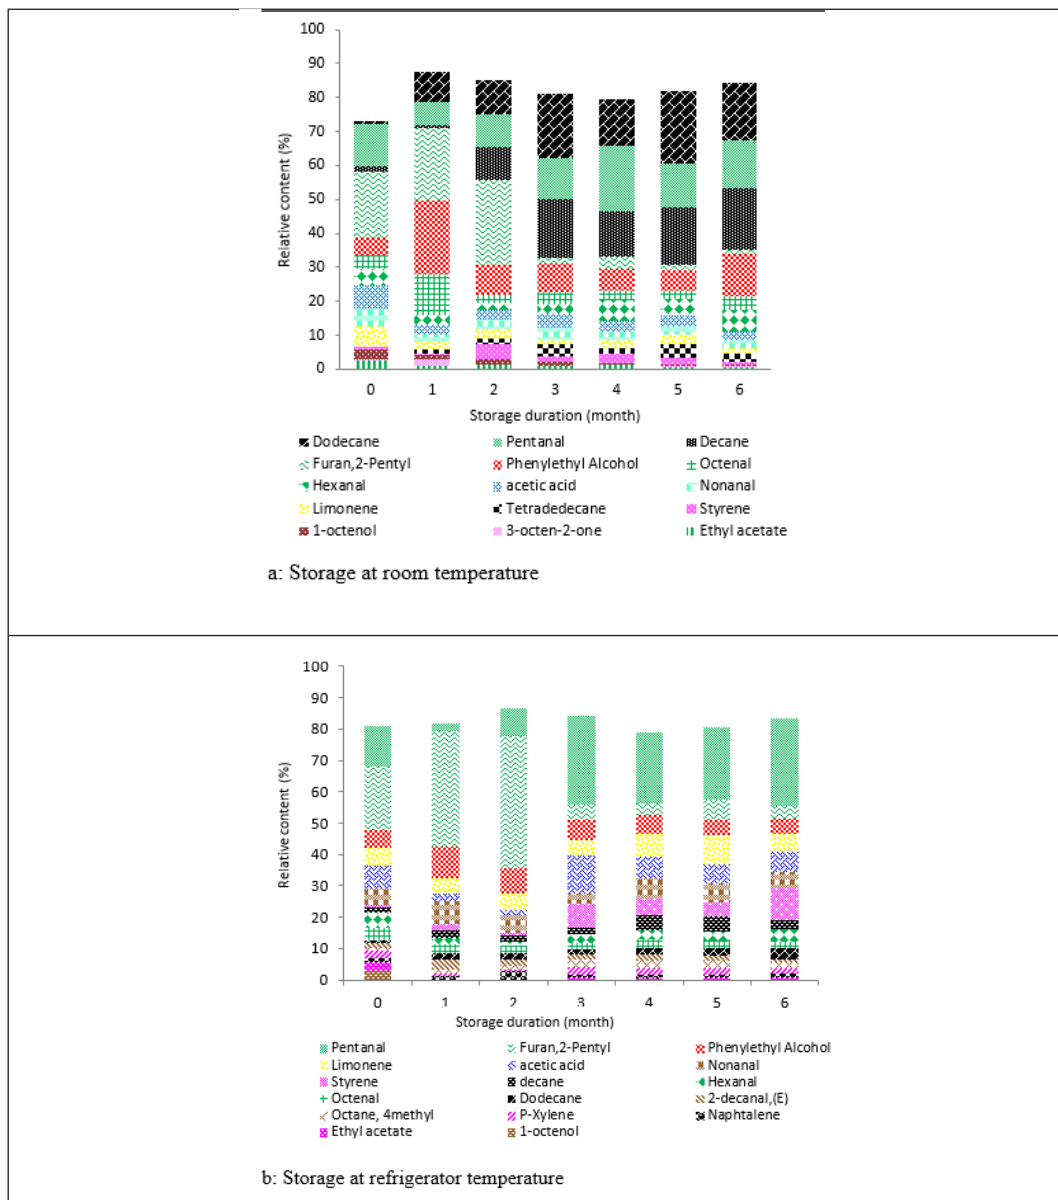 100
90
80
70
60
50
40
30
20
10
0
Relative content (%)
0 1 2 3 4 5 6
Storage duration (month)
Dodecane Pentanal Decane
Furan,2-Pentyl Phenylethyl Alcohol Octenal
Hexanal acetic acid Nonanal
Limonene Tetradedecane Styrene
1-octenol 3-octen-2-one Ethyl acetate
a: Storage at room temperature
100
90
80
70
60
50
40
30
20
10
0
Relative content (%)
0 1 2 3 4 5 6
Storage duration (month)
Pentanal Furan,2-Pentyl Phenylethyl Alcohol
Limonene acetic acid Nonanal
Styrene decane Hexanal
Octenal Dodecane 2-decanal,(E)
Octane, 4methyl P-Xylene Naphtalene
Ethyl acetate 1-octenol
b: Storage at refrigerator temperature